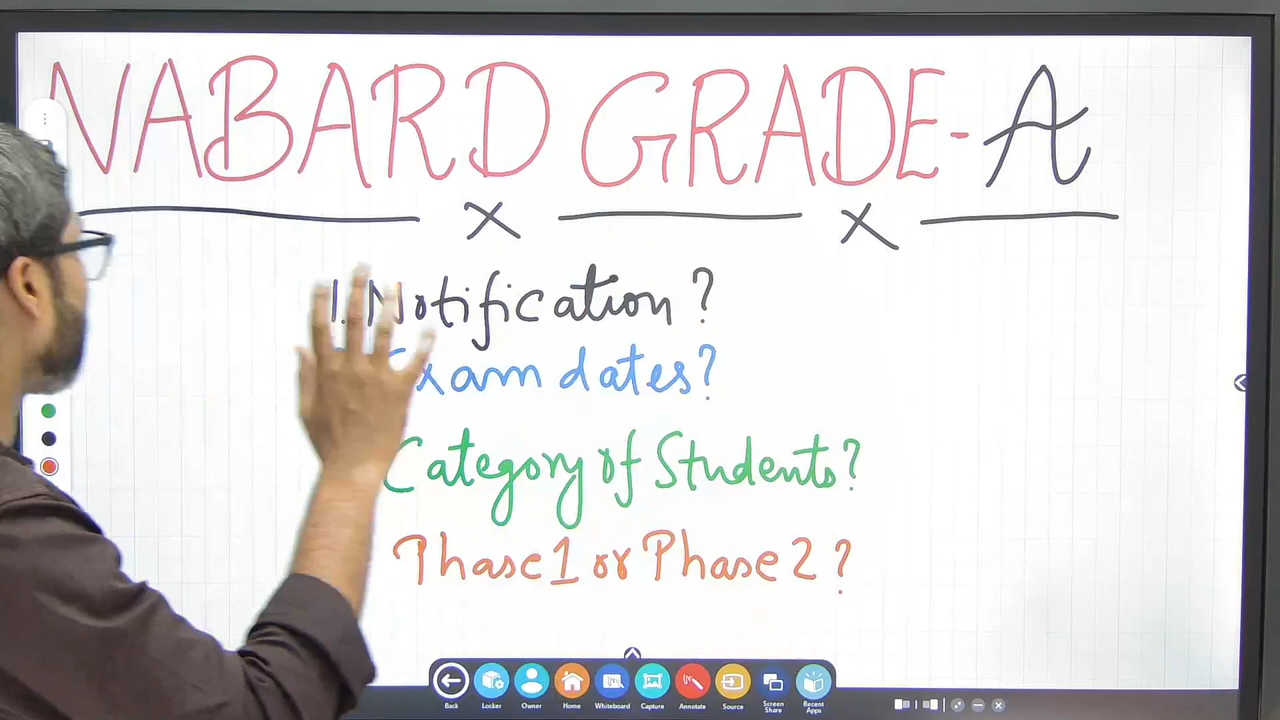 NABARD GRADE-A
x x
1. Notification?
Exam dates?
Category of Students?
Phase 1 or Phase 2?
Back Locker Owner Home Whiteboard Capture Annotate Source Screen Share Recent Apps